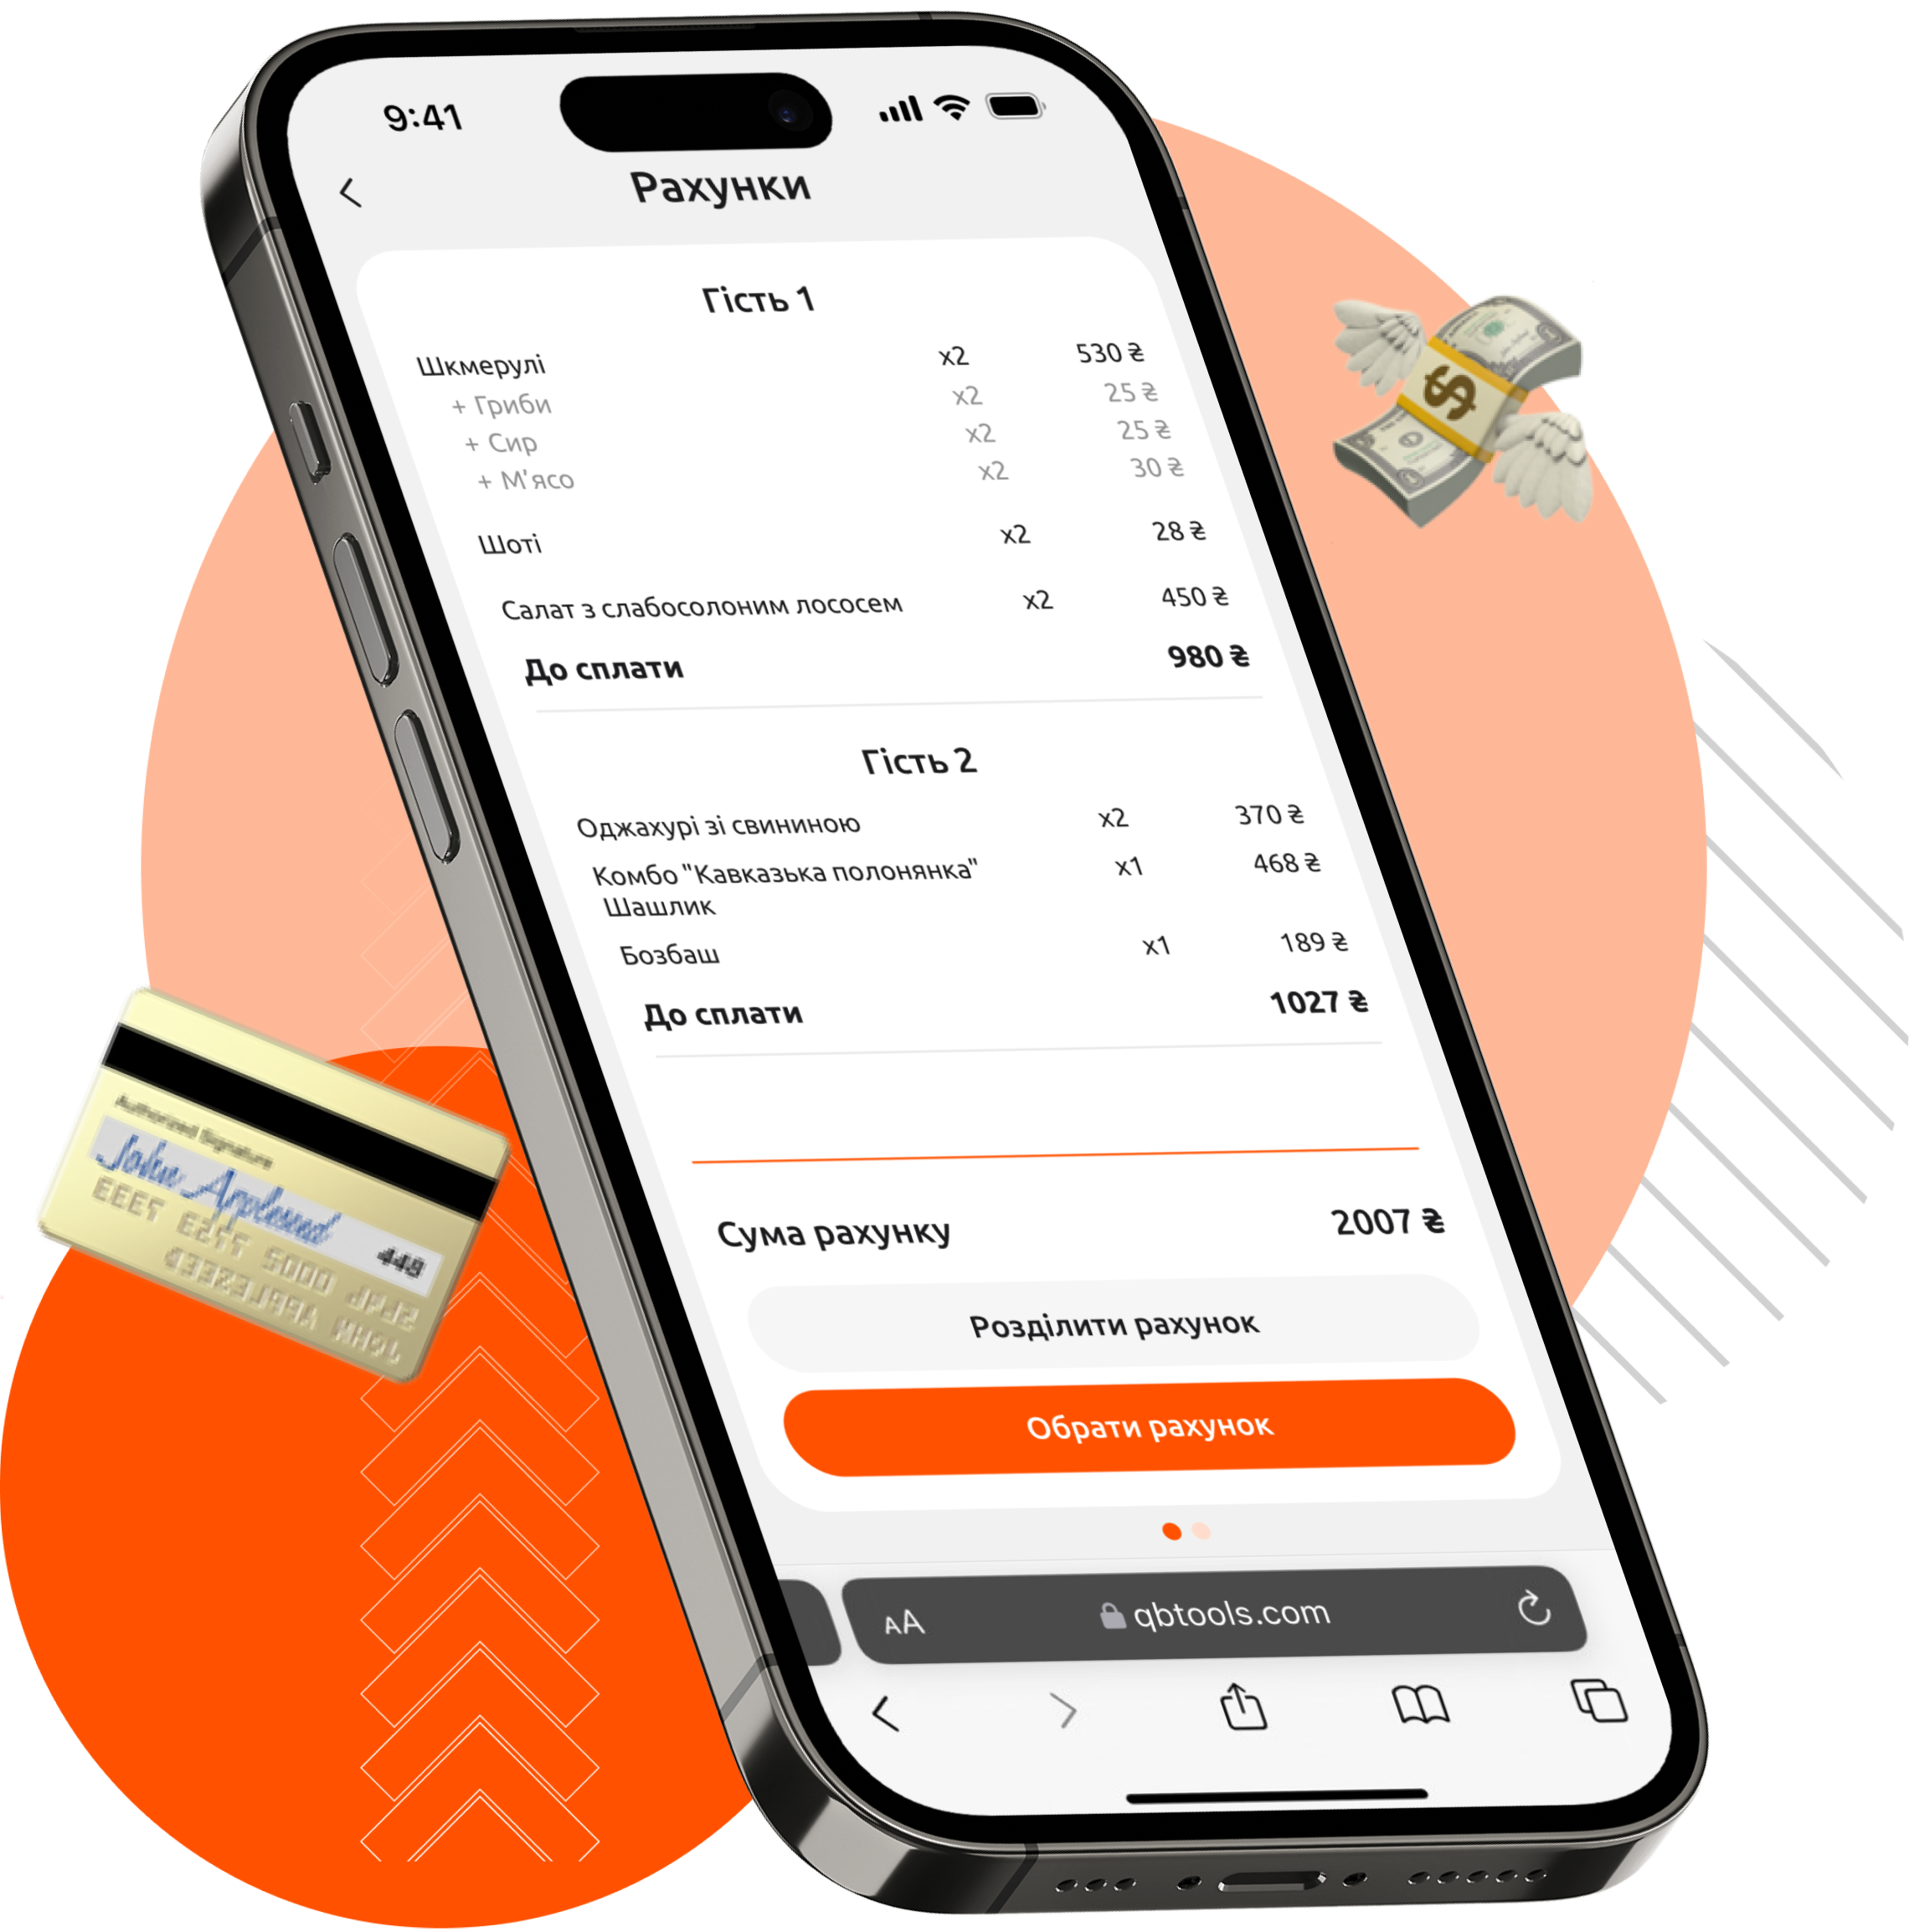 9:41
Рахунки
Гість 1
Шкмерулі x2 530 ₴
+ Гриби x2 25 ₴
+ Сир x2 25 ₴
+ М'ясо x2 30 ₴
Шоті x2 28 ₴
Салат з слабосолоним лососем x2 450 ₴
До сплати 980 ₴
Гість 2
Оджахурі зі свининою x2 370 ₴
Комбо "Кавказька полонянка" x1 468 ₴
Шашлик
Бозбаш x1 189 ₴
До сплати 1027 ₴
Сума рахунку 2007 ₴
Розділити рахунок
Обрати рахунок
AA qbtools.com
$
Authorized Signature
John Appleseed
449